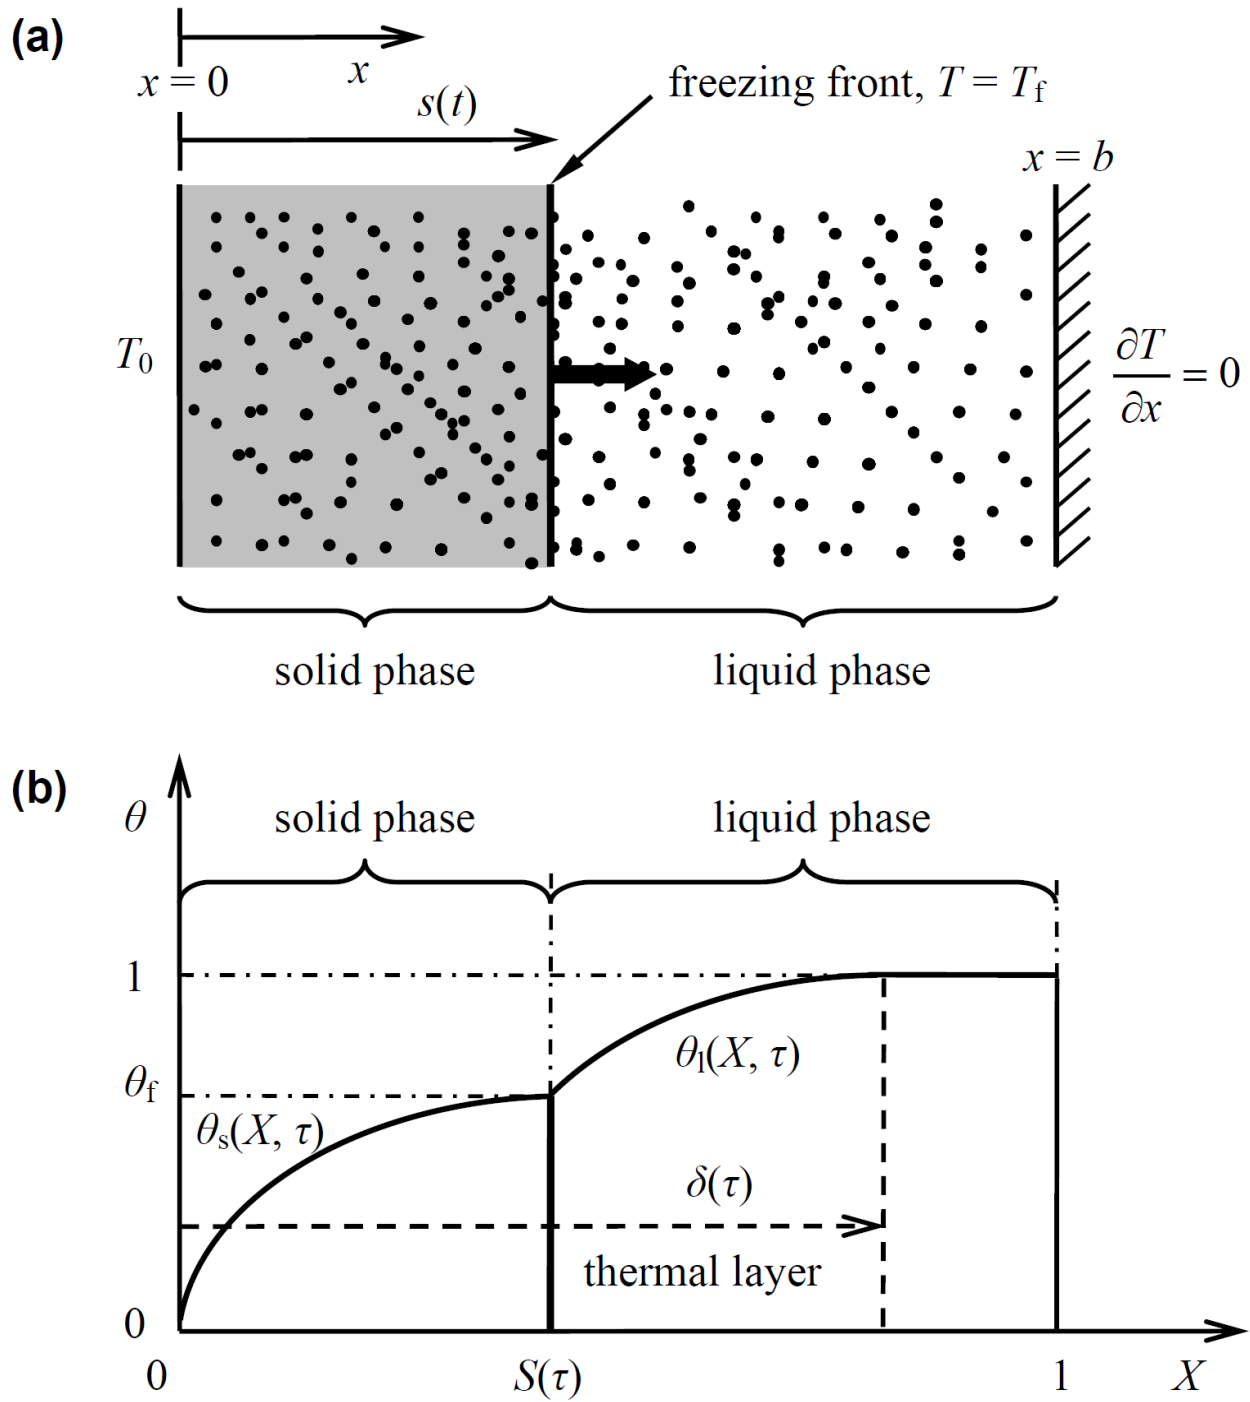 (a)
x
x = 0
s(t)
freezing front, T = Tf
x = b
T0
∂T/∂x = 0
solid phase
liquid phase
(b)
θ
solid phase
liquid phase
1
θf
θl(X, τ)
θs(X, τ)
δ(τ)
thermal layer
0
0
S(τ)
1
X